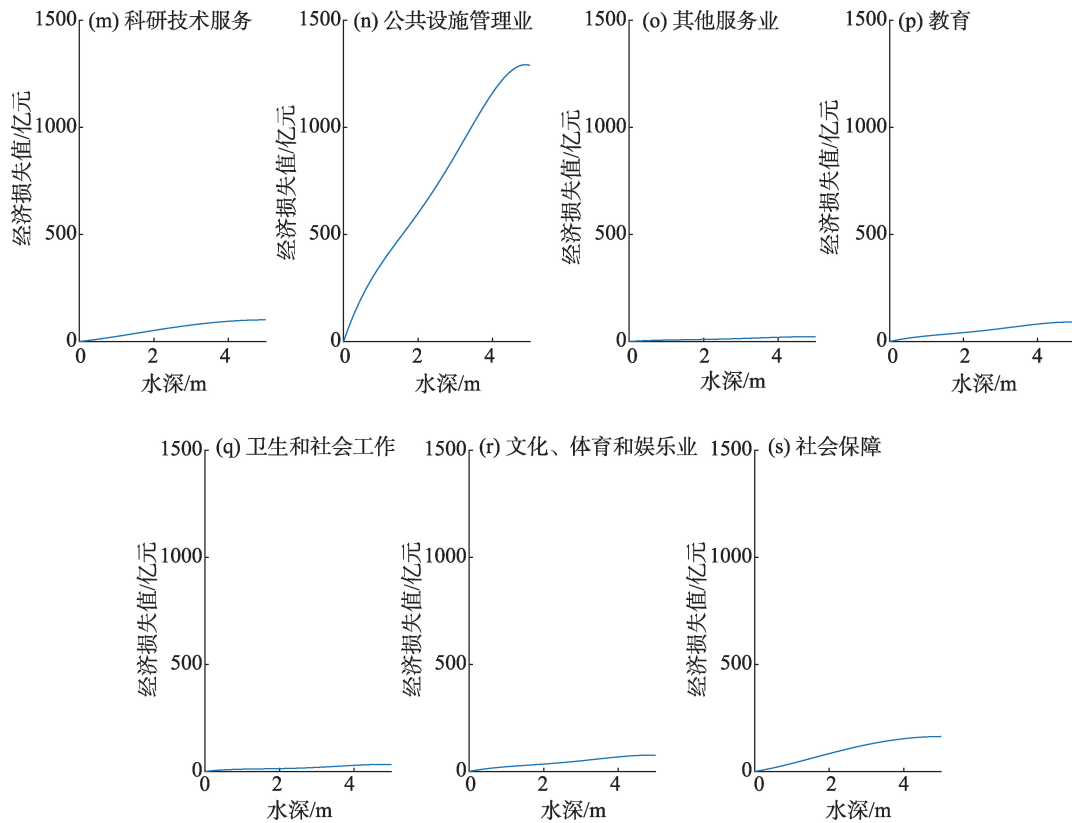 (m) 科研技术服务
1500
1000
500
0
0 2 4
水深/m
经济损失值/亿元
(n) 公共设施管理业
1500
1000
500
0
0 2 4
水深/m
经济损失值/亿元
(o) 其他服务业
1500
1000
500
0
0 2 4
水深/m
经济损失值/亿元
(p) 教育
1500
1000
500
0
0 2 4
水深/m
经济损失值/亿元
(q) 卫生和社会工作
1500
1000
500
0
0 2 4
水深/m
经济损失值/亿元
(r) 文化、体育和娱乐业
1500
1000
500
0
0 2 4
水深/m
经济损失值/亿元
(s) 社会保障
1500
1000
500
0
0 2 4
水深/m
经济损失值/亿元